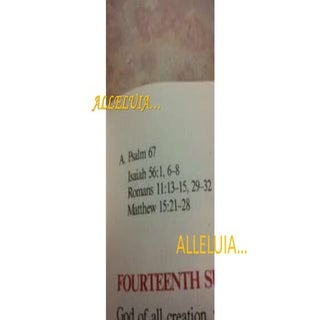 ALLELUIA...
A. Psalm 67
Isaiah 56:1, 6–8
Romans 11:13–15, 29–32
Matthew 15:21–28
ALLELUIA...
FOURTEENTH
God of all creation,